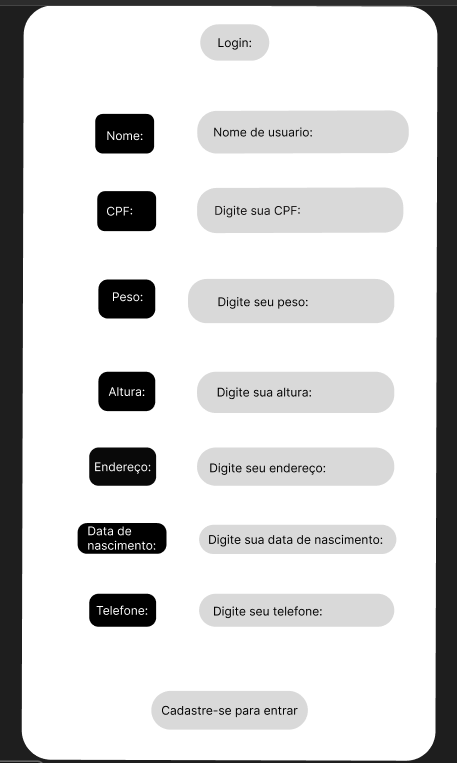 Login:
Nome:
Nome de usuario:
CPF:
Digite sua CPF:
Peso:
Digite seu peso:
Altura:
Digite sua altura:
Endereço:
Digite seu endereço:
Data de
nascimento:
Digite sua data de nascimento:
Telefone:
Digite seu telefone:
Cadastre-se para entrar